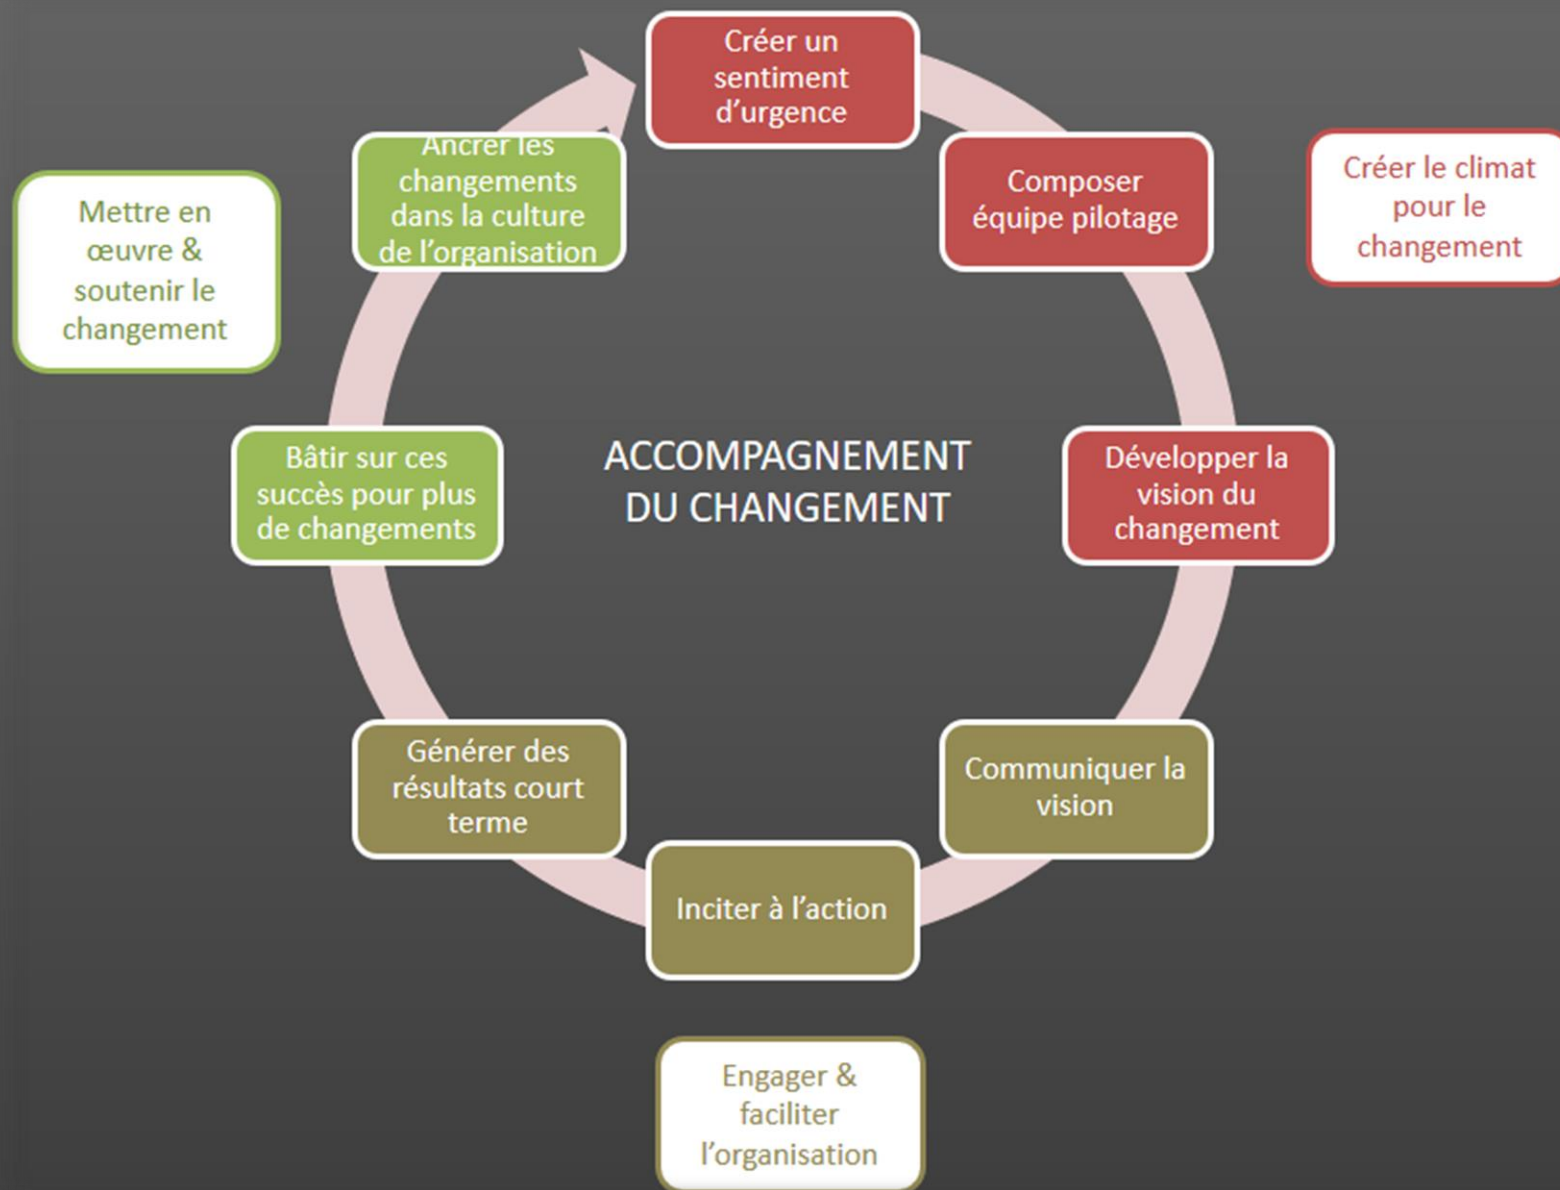 Créer un
sentiment
d’urgence
Composer
équipe pilotage
Créer le climat
pour le
changement
Développer la
vision du
changement
Communiquer la
vision
Inciter à l’action
Engager &
faciliter
l’organisation
Générer des
résultats court
terme
Bâtir sur ces
succès pour plus
de changements
Ancrer les
changements
dans la culture
de l’organisation
Mettre en
œuvre &
soutenir le
changement
ACCOMPAGNEMENT
DU CHANGEMENT